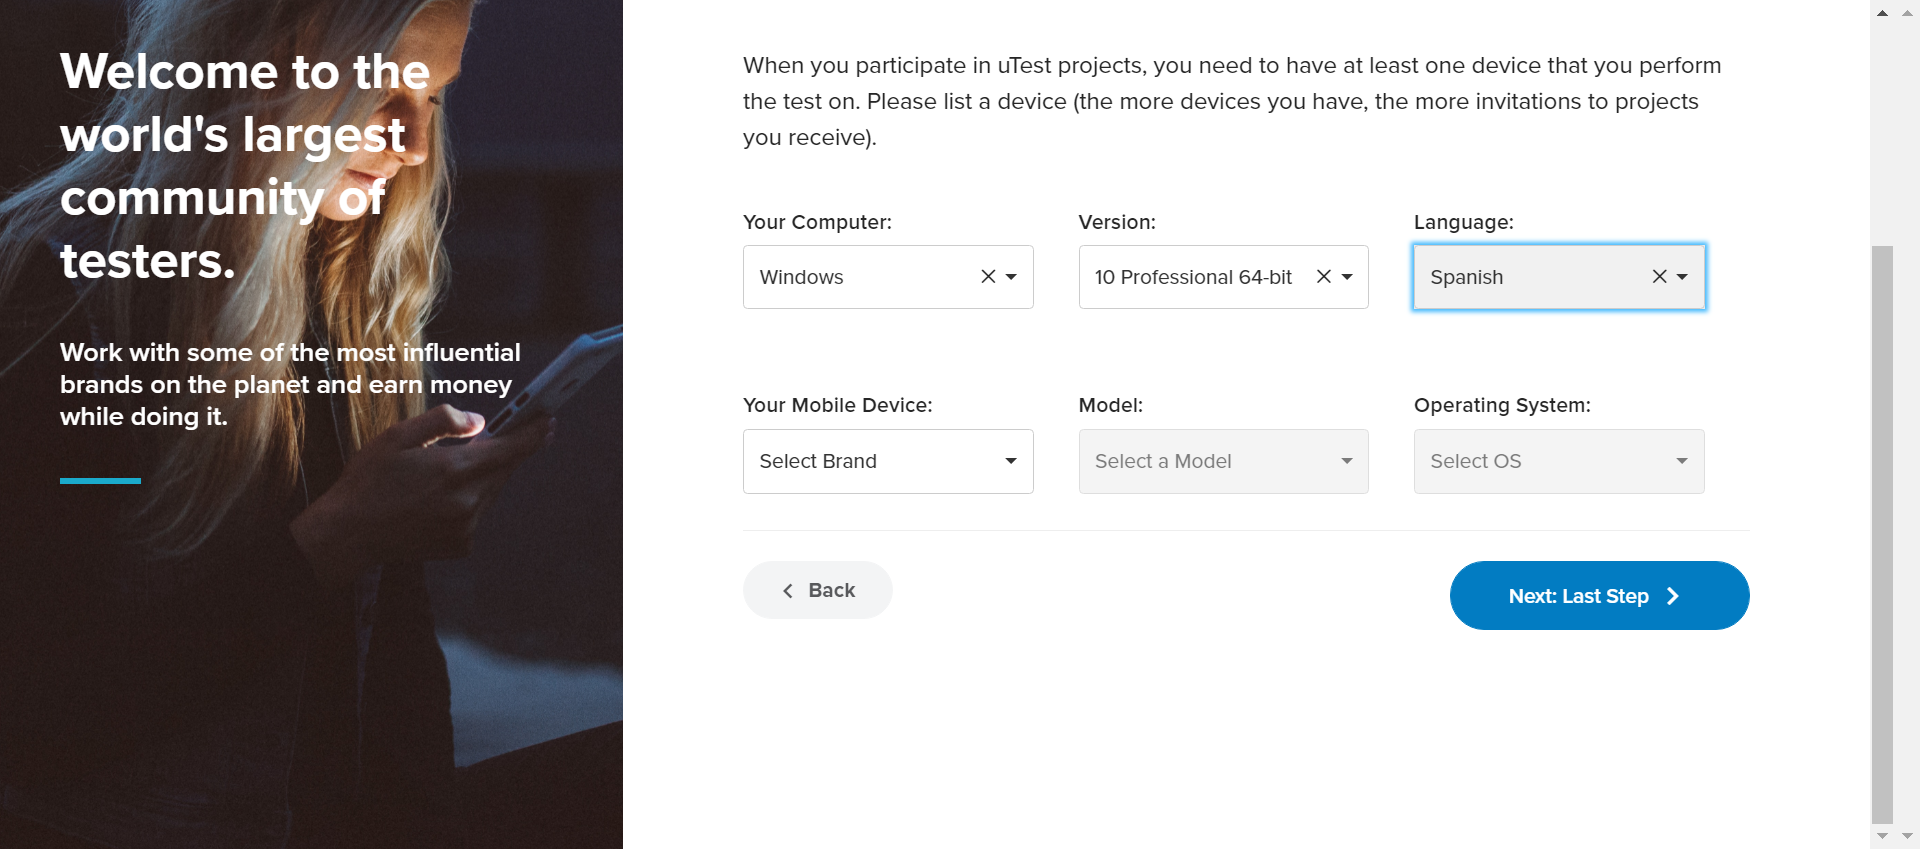 Welcome to the
world's largest
community of
testers.
Work with some of the most influential
brands on the planet and earn money
while doing it.
When you participate in uTest projects, you need to have at least one device that you perform
the test on. Please list a device (the more devices you have, the more invitations to projects
you receive).
Your Computer:
Version:
Language:
Windows
10 Professional 64-bit
Spanish
Your Mobile Device:
Model:
Operating System:
Select Brand
Select a Model
Select OS
Back
Next: Last Step